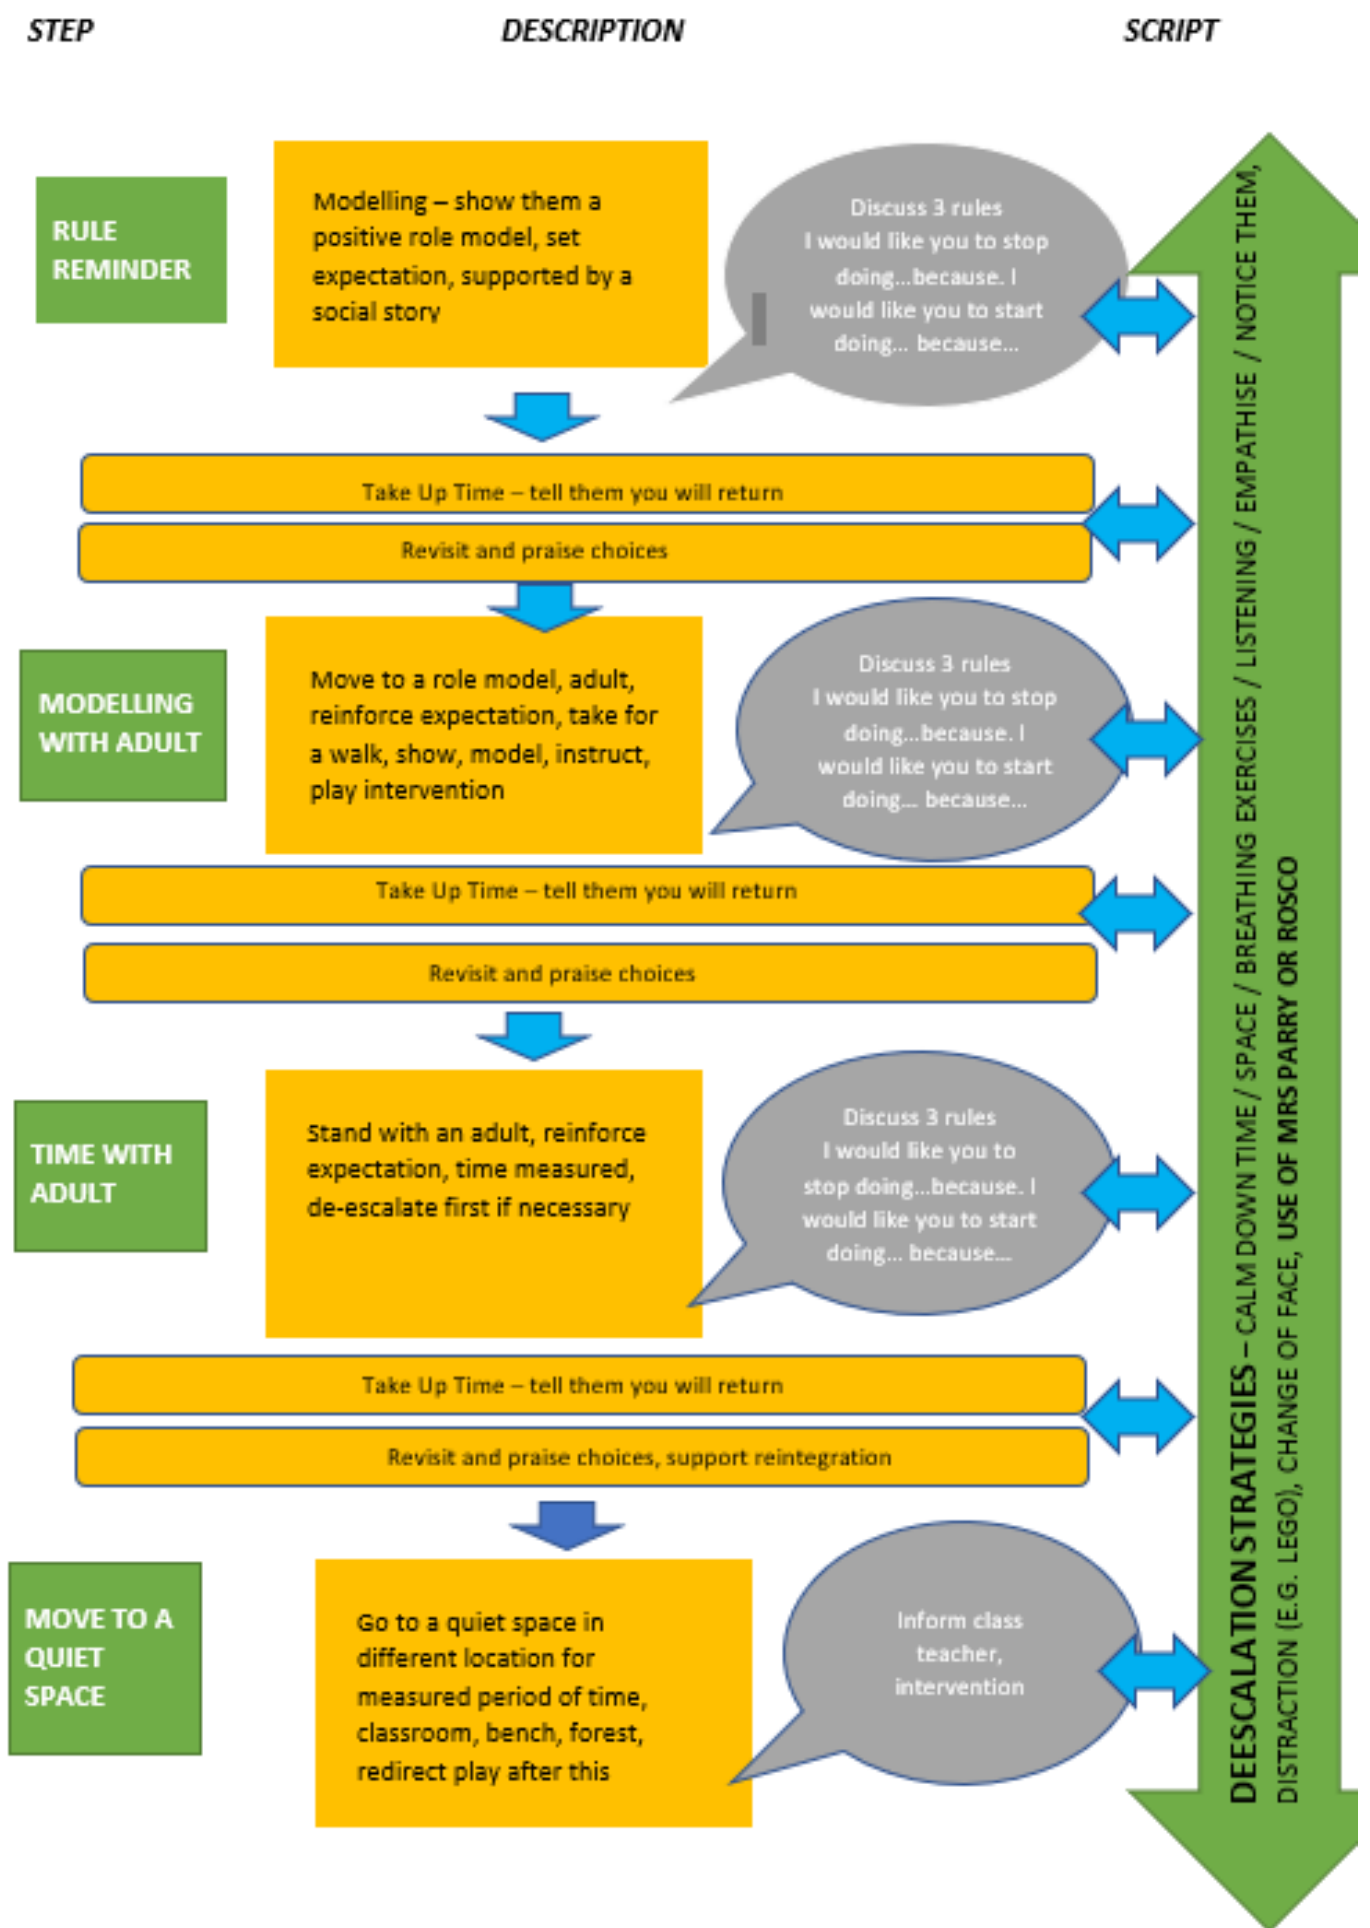 STEP
DESCRIPTION
SCRIPT
RULE
REMINDER
Modelling – show them a
positive role model, set
expectation, supported by a
social story
Discuss 3 rules
I would like you to stop
doing...because. I
would like you to start
doing... because...
Take Up Time – tell them you will return
Revisit and praise choices
MODELLING
WITH ADULT
Move to a role model, adult,
reinforce expectation, take for
a walk, show, model, instruct,
play intervention
Discuss 3 rules
I would like you to stop
doing...because. I
would like you to start
doing... because...
Take Up Time – tell them you will return
Revisit and praise choices
TIME WITH
ADULT
Stand with an adult, reinforce
expectation, time measured,
de-escalate first if necessary
Discuss 3 rules
I would like you to
stop doing...because. I
would like you to start
doing... because...
Take Up Time – tell them you will return
Revisit and praise choices, support reintegration
MOVE TO A
QUIET
SPACE
Go to a quiet space in
different location for
measured period of time,
classroom, bench, forest,
redirect play after this
Inform class
teacher,
intervention
DEESCALATION STRATEGIES – CALM DOWN TIME / SPACE / BREATHING EXERCISES / LISTENING / EMPATHISE / NOTICE THEM,
DISTRACTION (E.G. LEGO), CHANGE OF FACE, USE OF MRS PARRY OR ROSCO